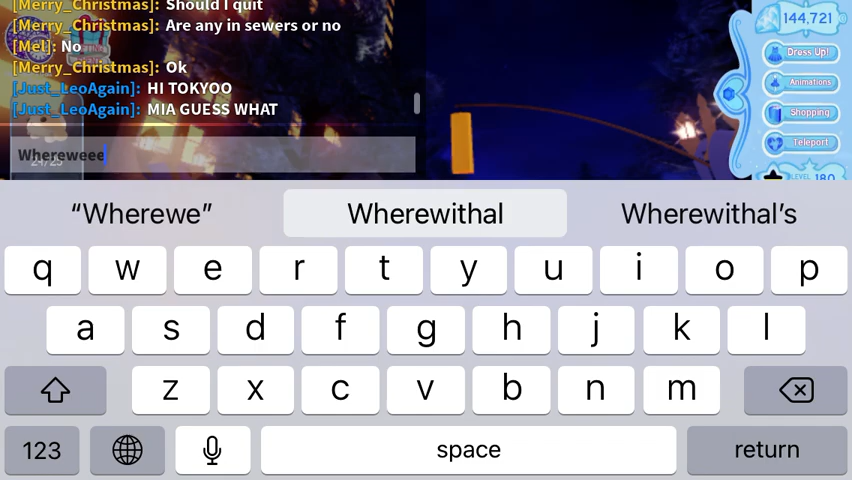 [Merry_Christmas]: Should I quit
[Merry_Christmas]: Are any in sewers or no
[Mel]: No
[Merry_Christmas]: Ok
[Just_LeoAgain]: HI TOKYOO
[Just_LeoAgain]: MIA GUESS WHAT
Whereweee
144,721
Dress Up!
Animations
Shopping
Teleport
LEVEL 180
“Wherewe” Wherewithal Wherewithal's
q w e r t y u i o p
a s d f g h j k l
z x c v b n m
123 space return